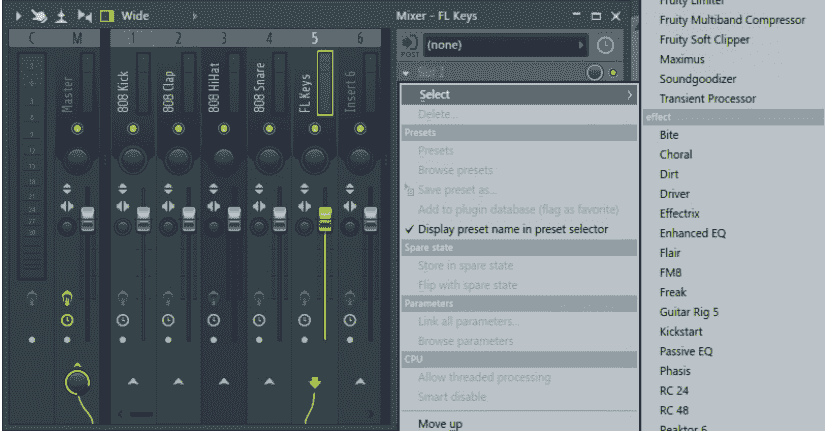 Wide
Mixer - FL Keys
C
M
1
2
3
4
5
6
Master
808 Kick
808 Clap
808 HiHat
808 Snare
FL Keys
Insert 6
POST
(none)
Slot 1
Select
Delete...
Presets
Presets
Browse presets
Save preset as...
Add to plugin database (flag as favorite)
Display preset name in preset selector
Spare state
Store in spare state
Flip with spare state
Parameters
Link all parameters...
Browse parameters
CPU
Allow threaded processing
Smart disable
Move up
Fruity Limiter
Fruity Multiband Compressor
Fruity Soft Clipper
Maximus
Soundgoodizer
Transient Processor
effect
Bite
Choral
Dirt
Driver
Effectrix
Enhanced EQ
Flair
FM8
Freak
Guitar Rig 5
Kickstart
Passive EQ
Phasis
RC 24
RC 48
Reaktor 6